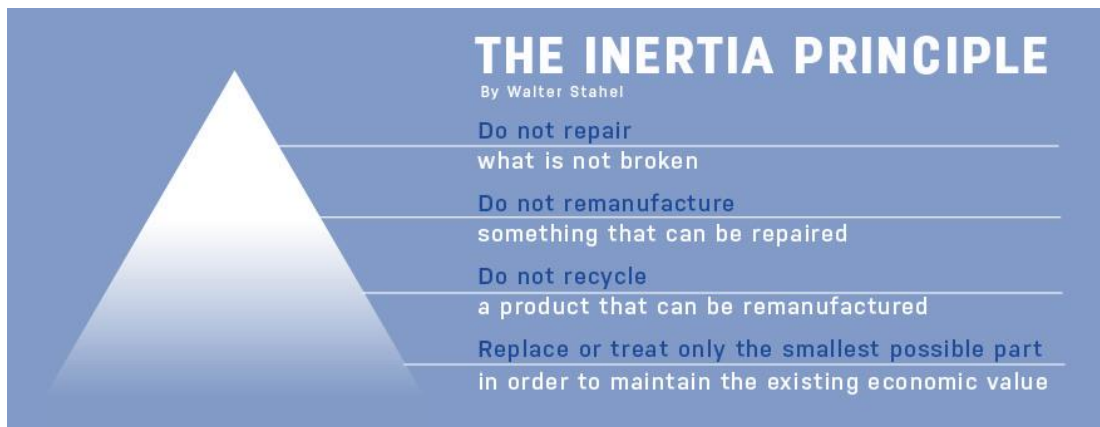 THE INERTIA PRINCIPLE
By Walter Stahel
Do not repair
what is not broken
Do not remanufacture
something that can be repaired
Do not recycle
a product that can be remanufactured
Replace or treat only the smallest possible part
in order to maintain the existing economic value